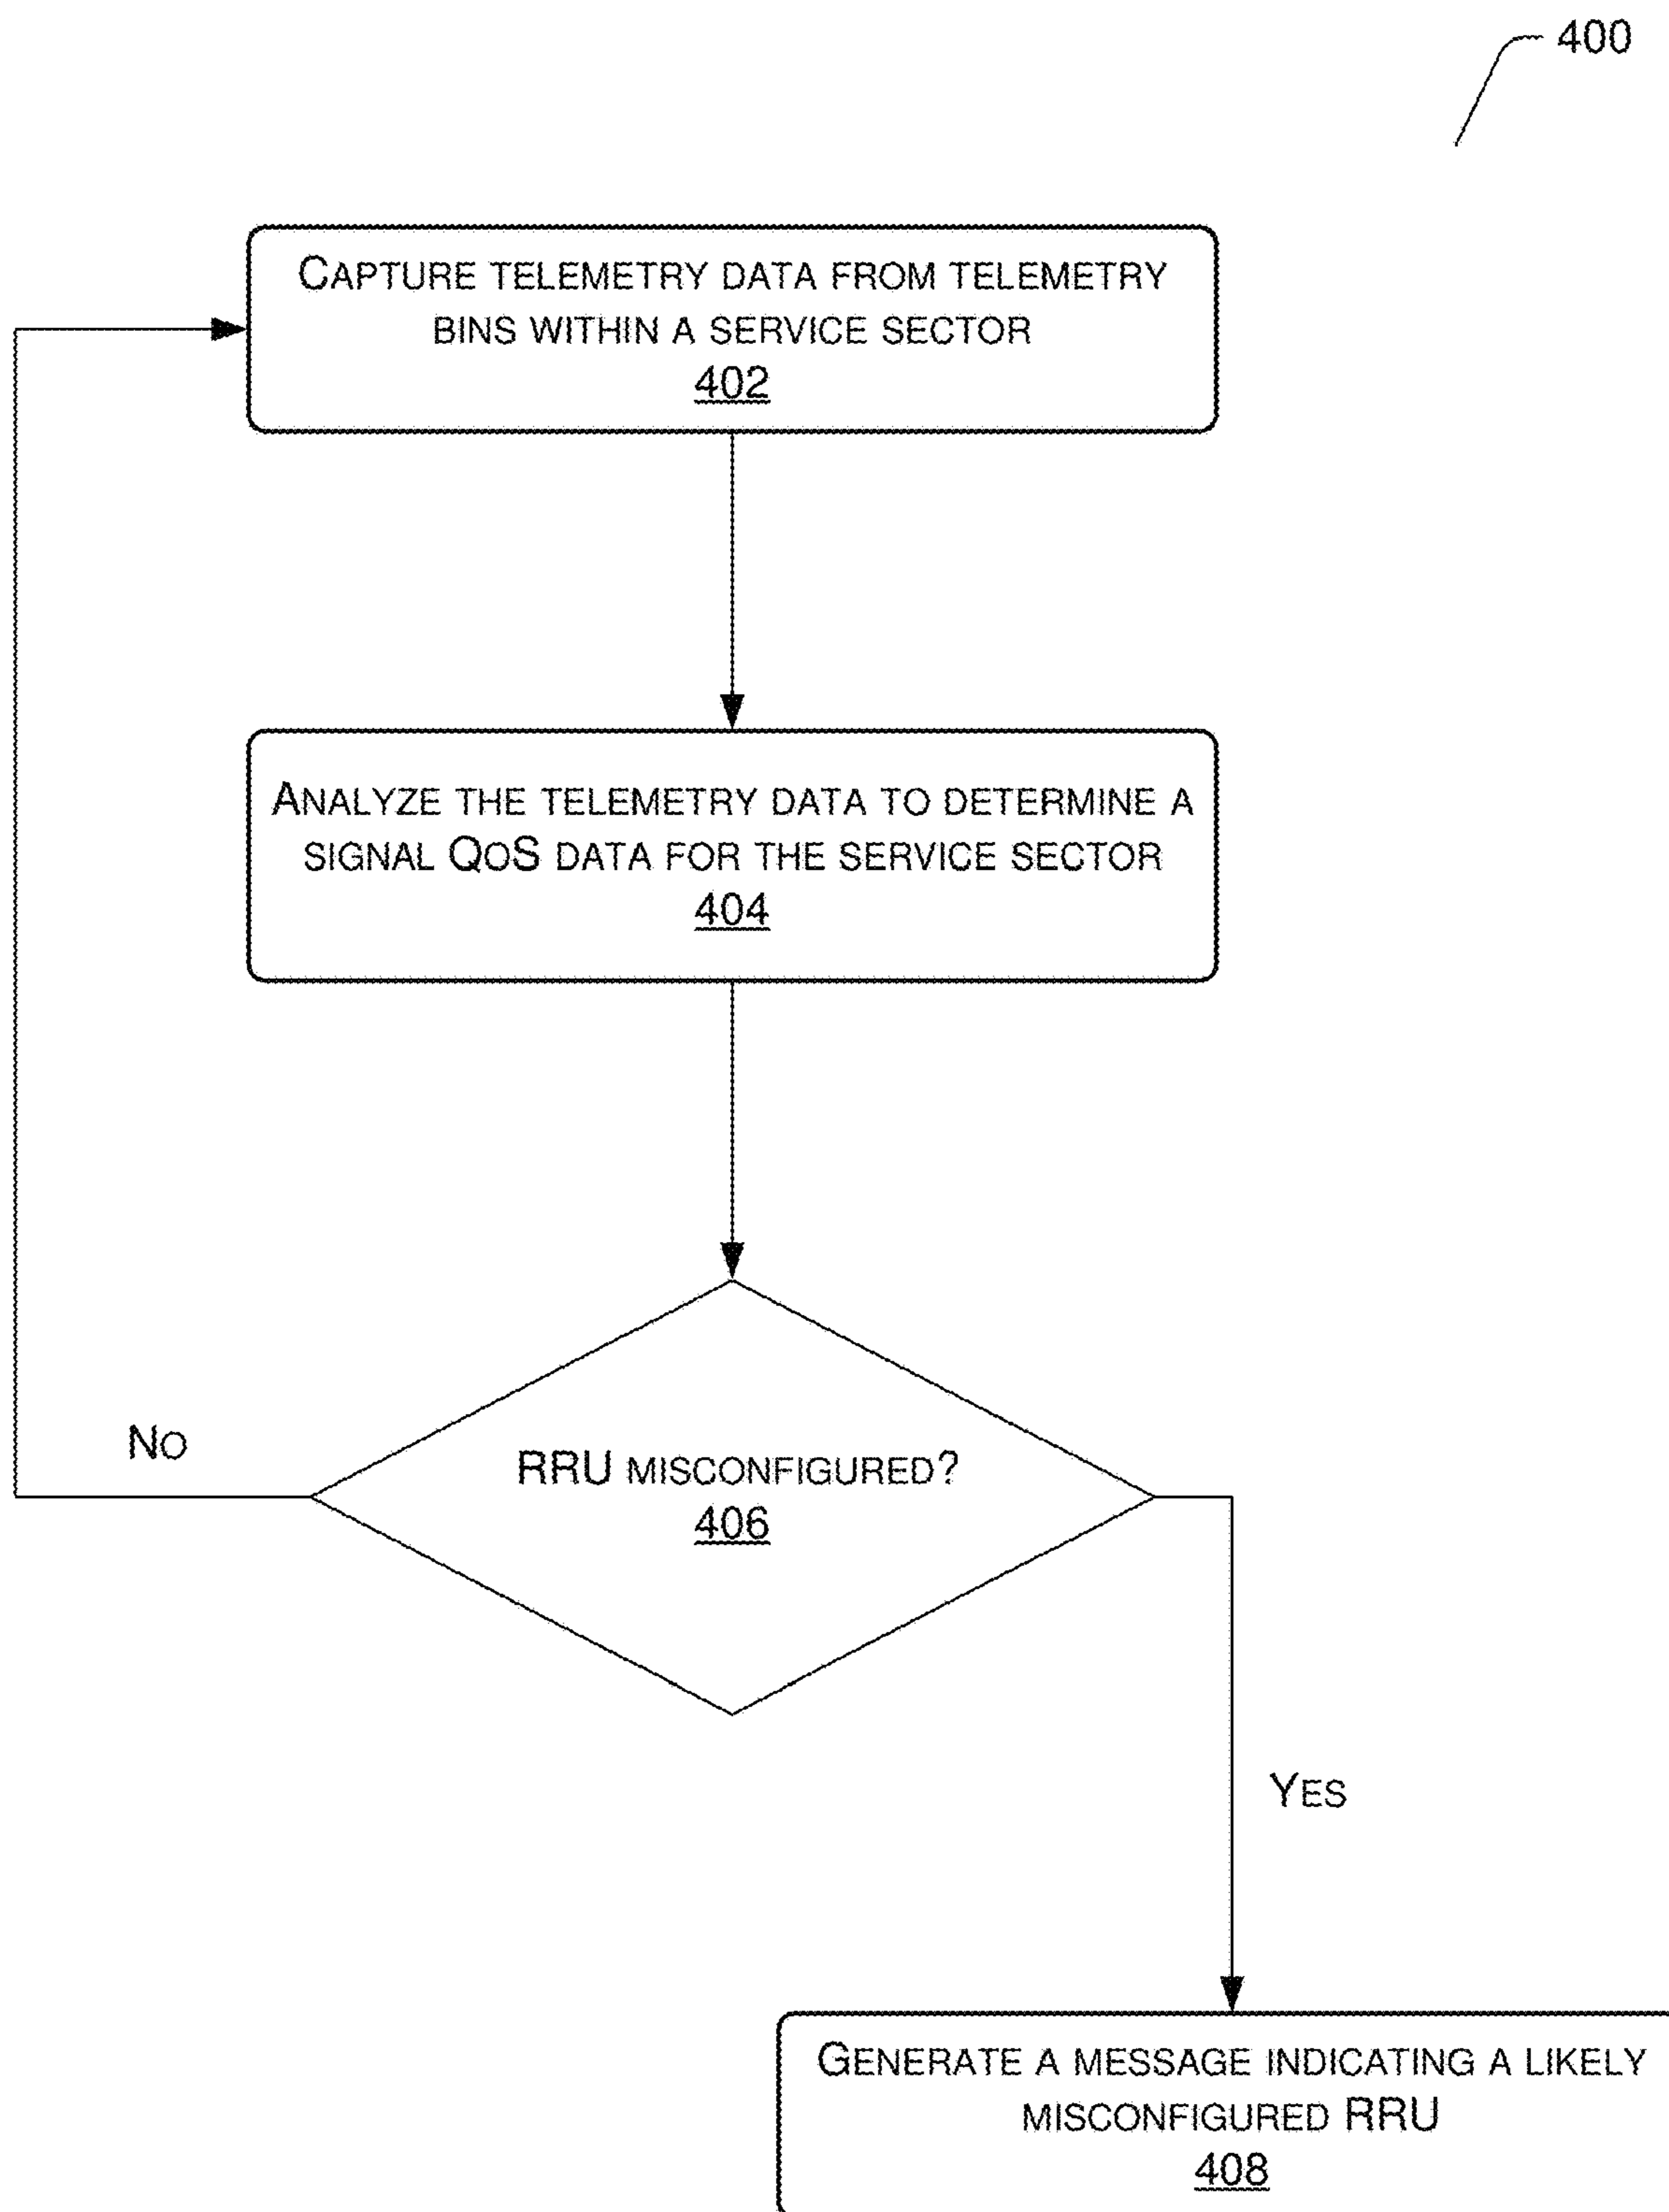 400
CAPTURE TELEMETRY DATA FROM TELEMETRY
BINS WITHIN A SERVICE SECTOR
402
ANALYZE THE TELEMETRY DATA TO DETERMINE A
SIGNAL QOS DATA FOR THE SERVICE SECTOR
404
NO
RRU MISCONFIGURED?
406
YES
GENERATE A MESSAGE INDICATING A LIKELY
MISCONFIGURED RRU
408